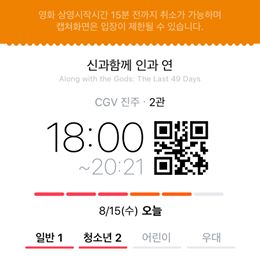 영화 상영시작시간 15분 전까지 취소가 가능하며
캡처화면은 입장이 제한될 수 있습니다.
신과함께 인과 연
Along with the Gods: The Last 49 Days
CGV 진주 · 2관
18:00
~20:21
8/15(수) 오늘
일반 1 청소년 2 어린이 우대